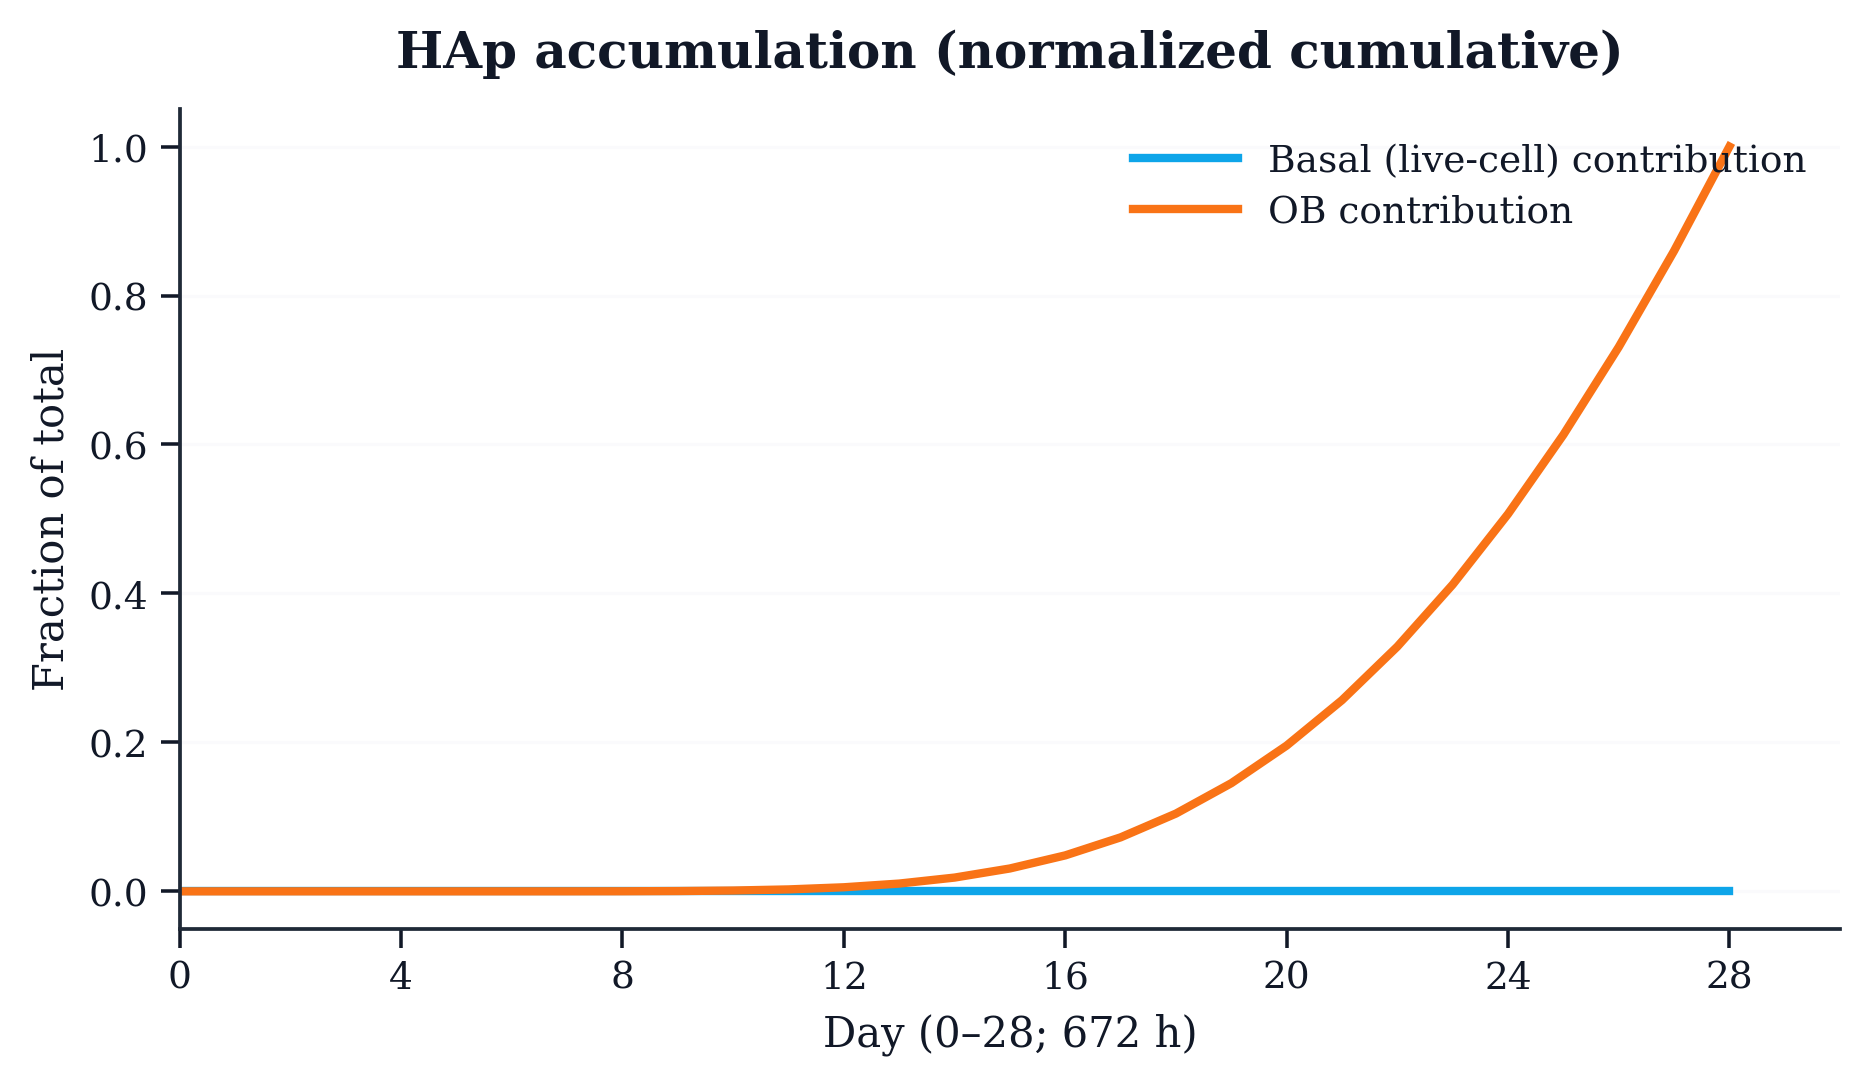 HAp accumulation (normalized cumulative)
Basal (live-cell) contribution
OB contribution
Fraction of total
1.0
0.8
0.6
0.4
0.2
0.0
0 4 8 12 16 20 24 28
Day (0–28; 672 h)